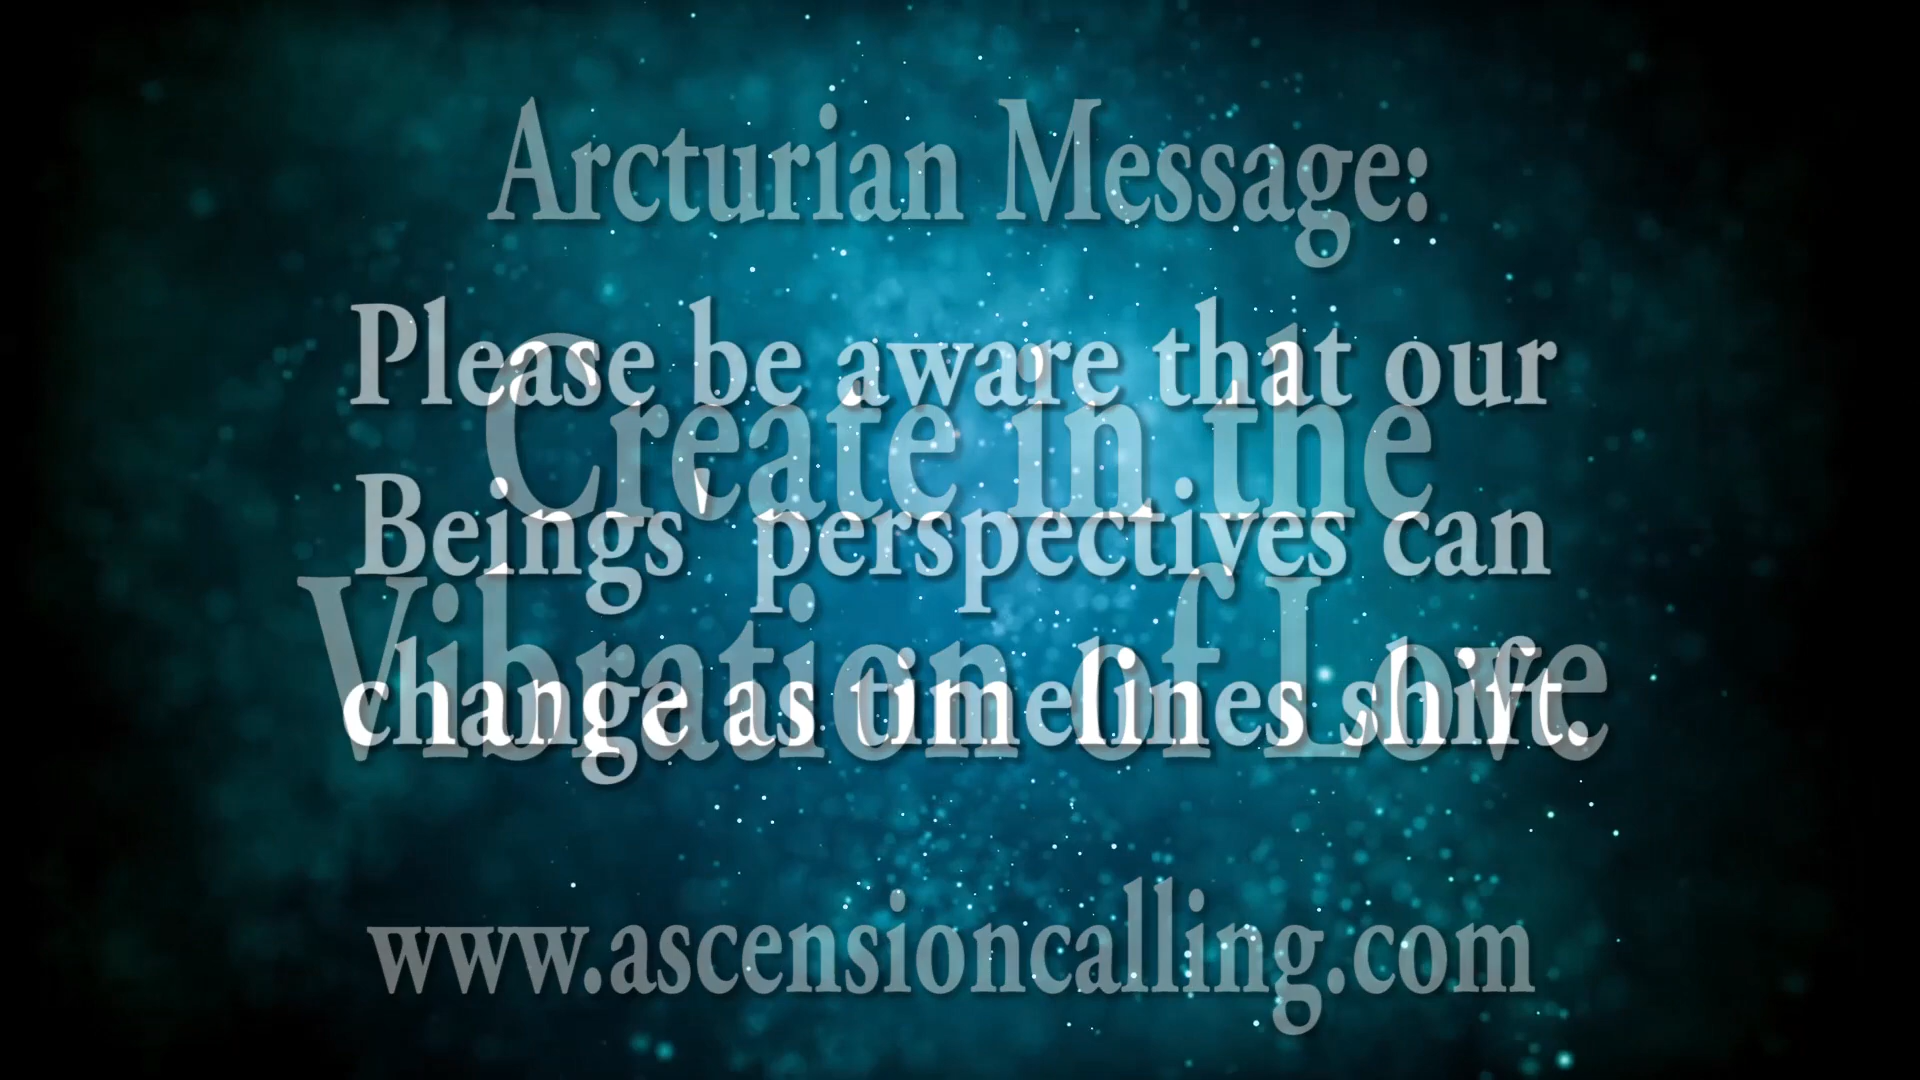 Arcturian Message:
Create in the
Vibration of Love
www.ascensioncalling.com
Please be aware that our
Beings' perspectives can
change as timelines shift.